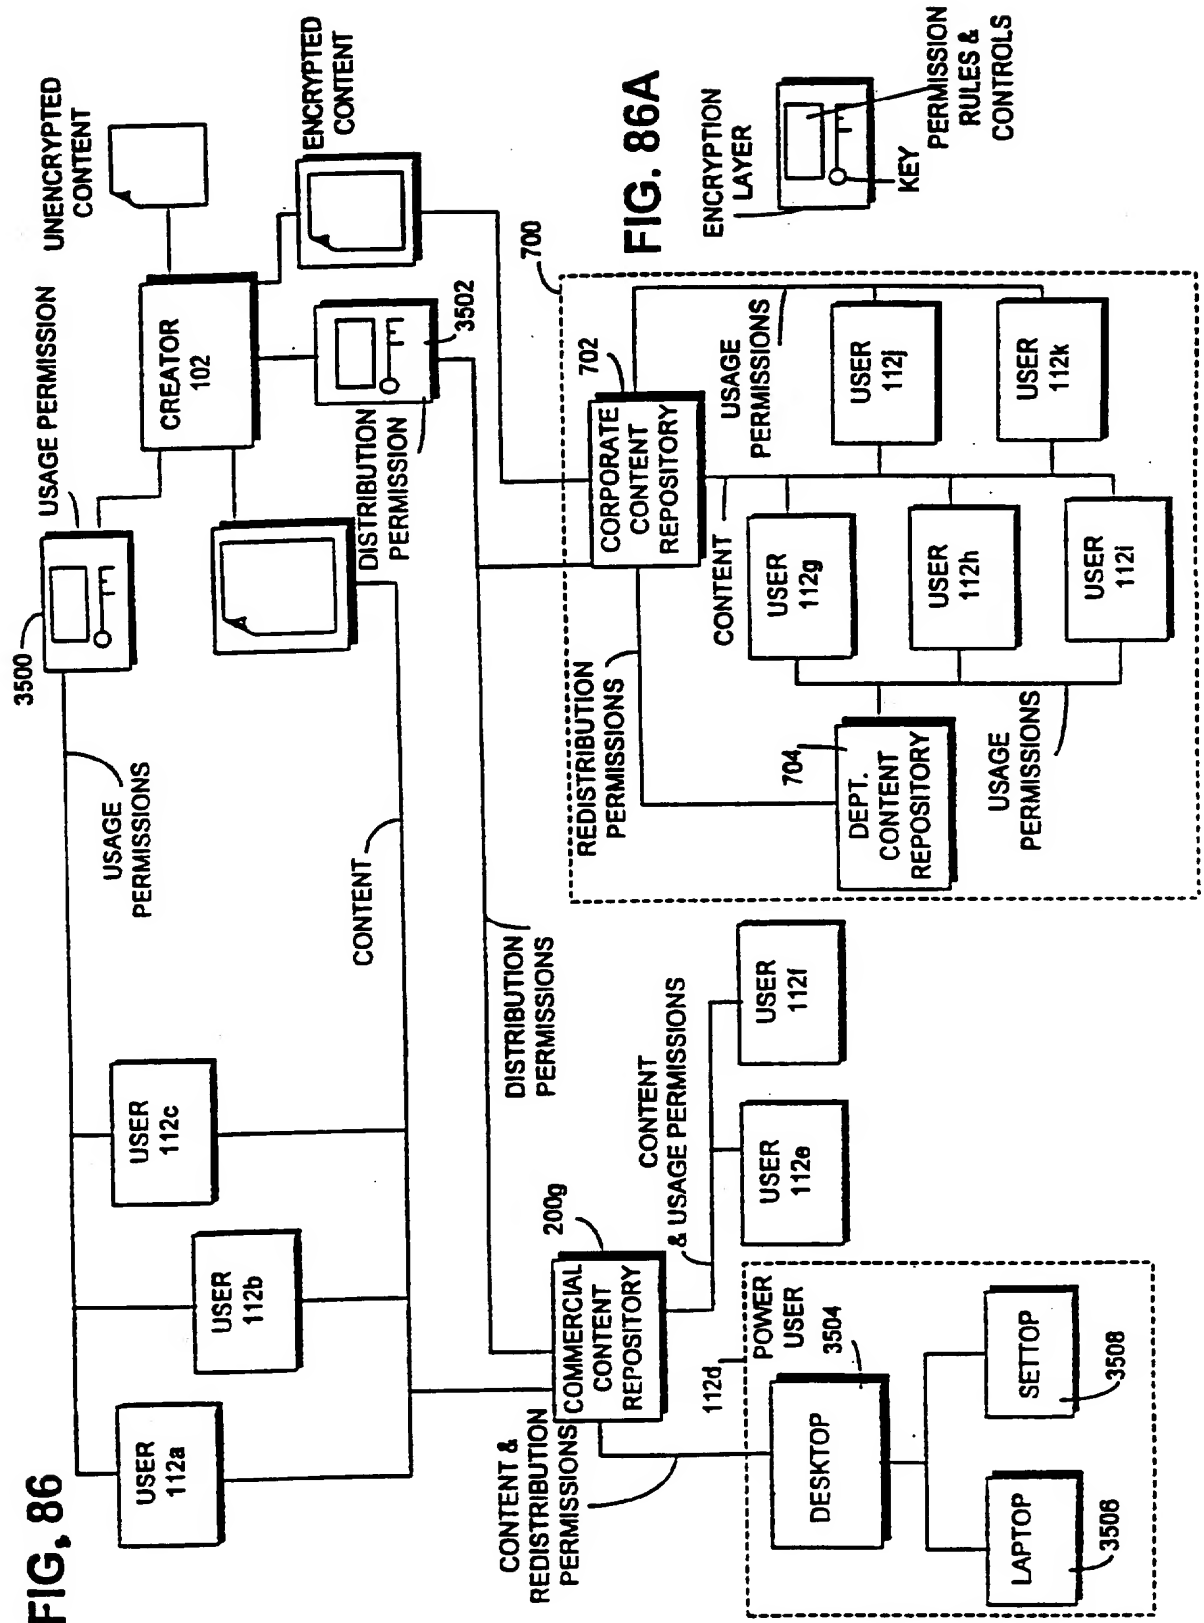 FIG, 86
3500
USAGE PERMISSION
UNENCRYPTED
CONTENT
CREATOR
102
ENCRYPTED
CONTENT
USAGE
PERMISSIONS
DISTRIBUTION
PERMISSION
3502
CONTENT
USER
112a
USER
112b
USER
112c
DISTRIBUTION
PERMISSIONS
COMMERCIAL
CONTENT
REPOSITORY
200g
CONTENT &
REDISTRIBUTION
PERMISSIONS
CONTENT
& USAGE PERMISSIONS
USER
112e
USER
112f
112d
POWER
USER
3504
DESKTOP
LAPTOP
3506
SETTOP
3508
700
CORPORATE
CONTENT
REPOSITORY
702
REDISTRIBUTION
PERMISSIONS
CONTENT
USAGE
PERMISSIONS
704
DEPT.
CONTENT
REPOSITORY
USER
112g
USER
112h
USER
112i
USER
112j
USER
112k
USAGE
PERMISSIONS
FIG. 86A
ENCRYPTION
LAYER
KEY
PERMISSION
RULES &
CONTROLS